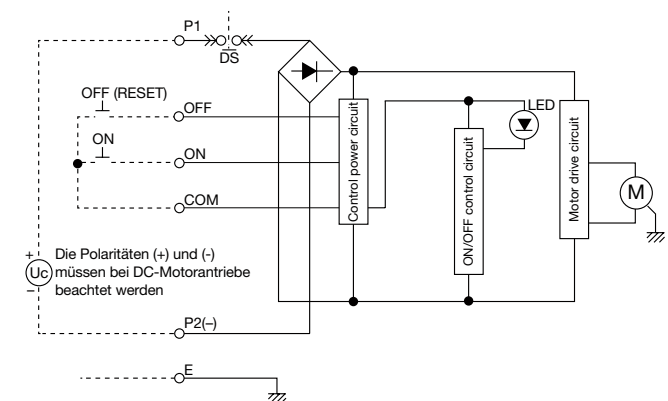 P1
DS
OFF (RESET)
OFF
ON
ON
COM
Control power circuit
ON/OFF control circuit
LED
Motor drive circuit
M
+
Uc
–
Die Polaritäten (+) und (-)
müssen bei DC-Motorantriebe
beachtet werden
P2(–)
E